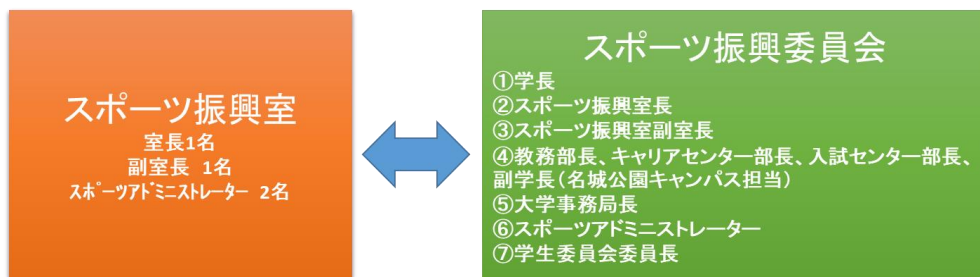 スポーツ振興室
室長1名
副室長 1名
スポーツアドミニストレーター 2名
スポーツ振興委員会
①学長
②スポーツ振興室長
③スポーツ振興室副室長
④教務部長、キャリアセンター部長、入試センター部長、
副学長(名城公園キャンパス担当)
⑤大学事務局長
⑥スポーツアドミニストレーター
⑦学生委員会委員長